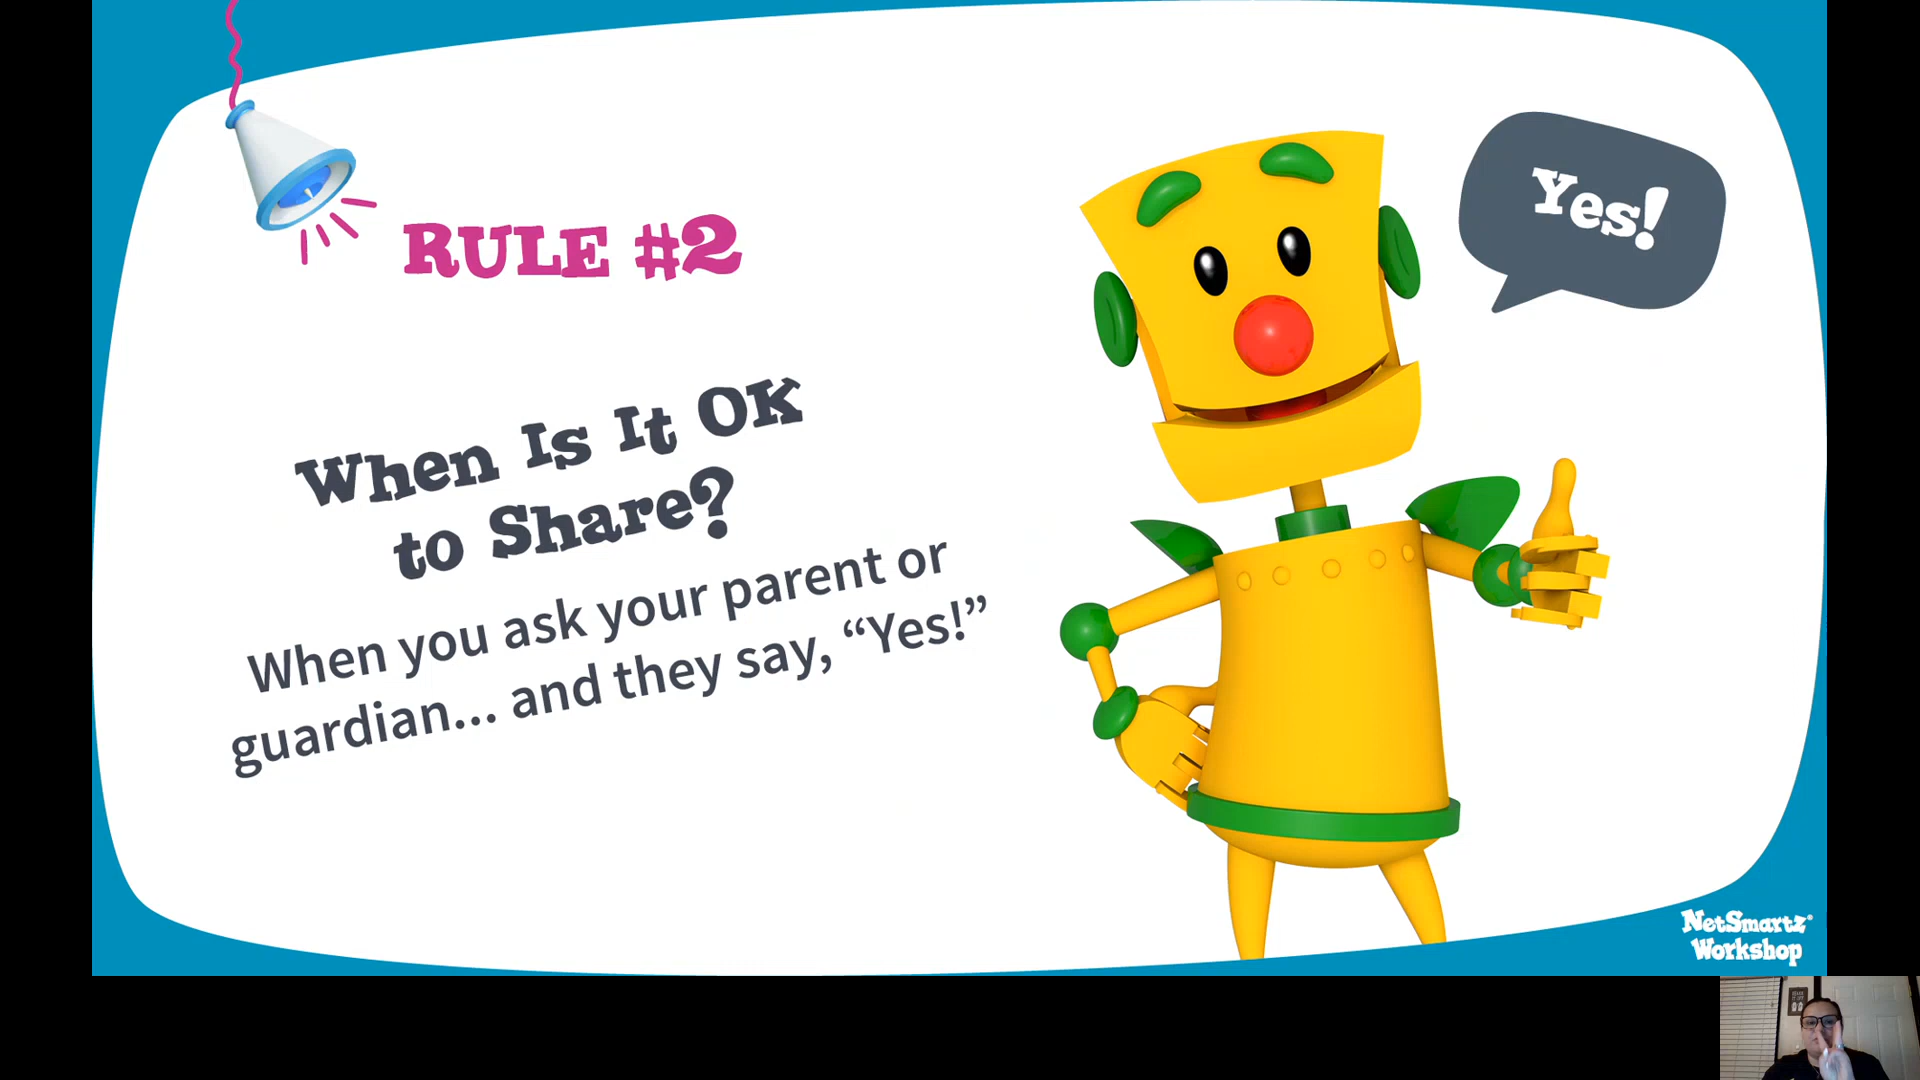 RULE #2
Yes!
When Is It OK
to Share?
When you ask your parent or
guardian... and they say, “Yes!”
NetSmartz®
Workshop